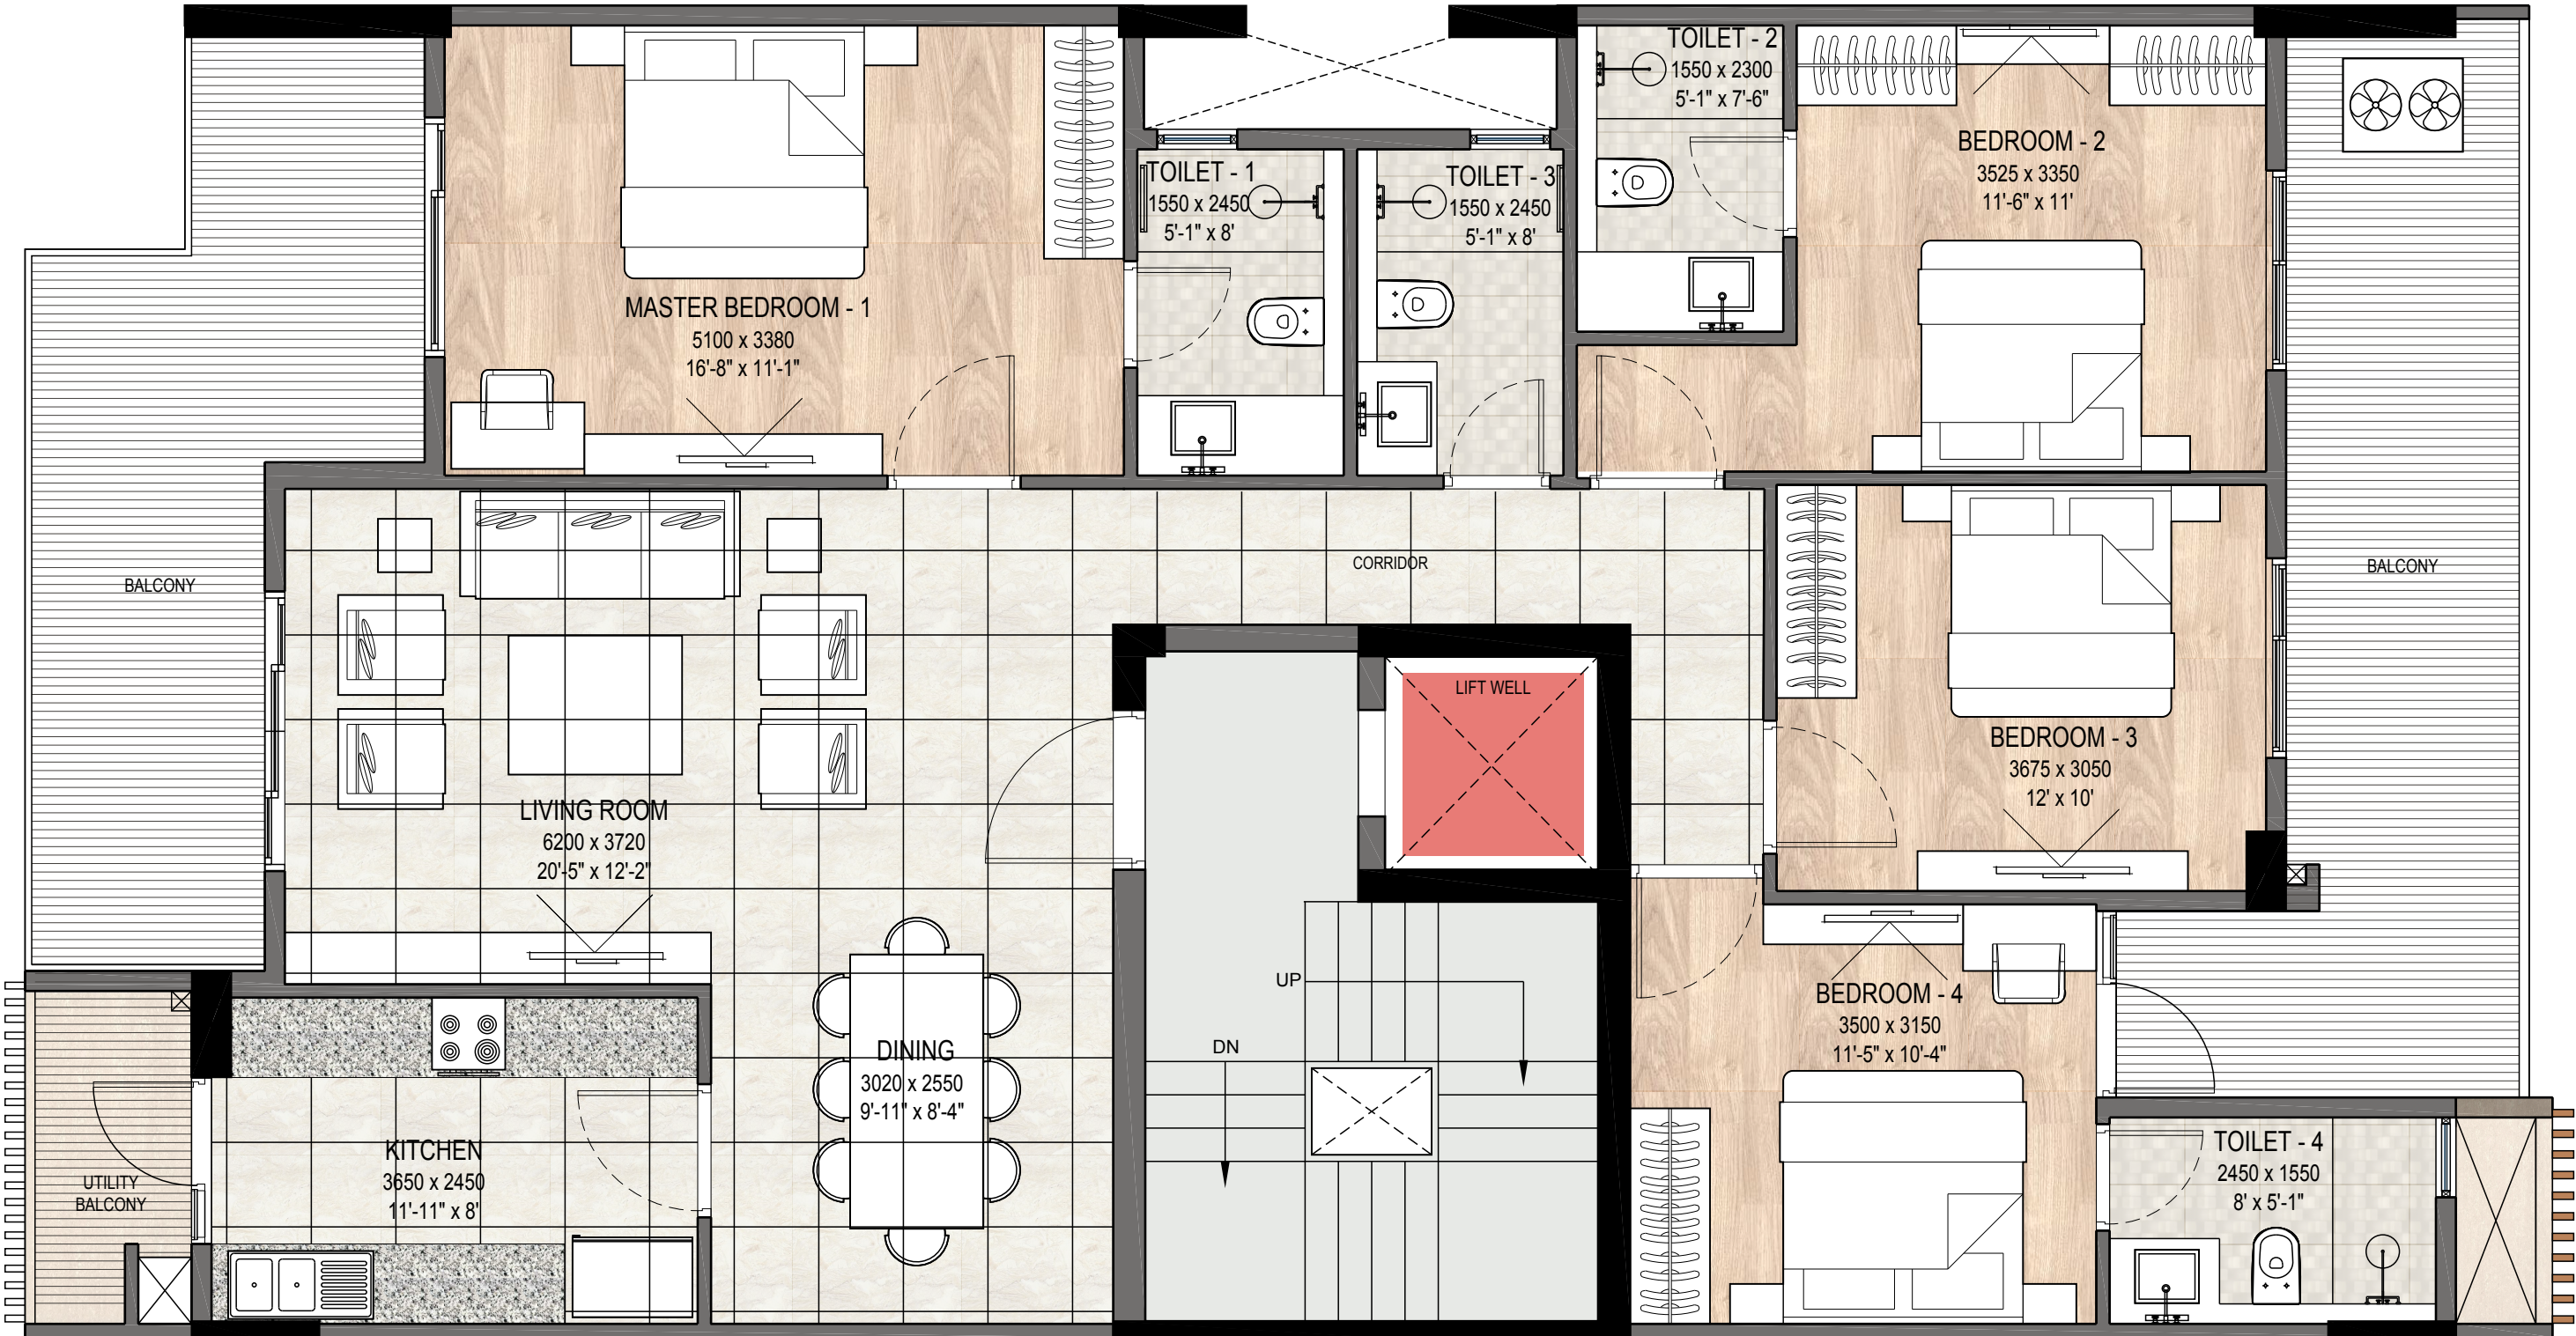 TOILET - 2
1550 x 2300
5'-1" x 7'-6"
BEDROOM - 2
3525 x 3350
11'-6" x 11'
TOILET - 1
1550 x 2450
5'-1" x 8'
TOILET - 3
1550 x 2450
5'-1" x 8'
MASTER BEDROOM - 1
5100 x 3380
16'-8" x 11'-1"
BALCONY
CORRIDOR
BALCONY
LIFT WELL
BEDROOM - 3
3675 x 3050
12' x 10'
LIVING ROOM
6200 x 3720
20'-5" x 12'-2"
UP
DN
BEDROOM - 4
3500 x 3150
11'-5" x 10'-4"
DINING
3020 x 2550
9'-11" x 8'-4"
KITCHEN
3650 x 2450
11'-11" x 8'
UTILITY
BALCONY
TOILET - 4
2450 x 1550
8' x 5'-1"